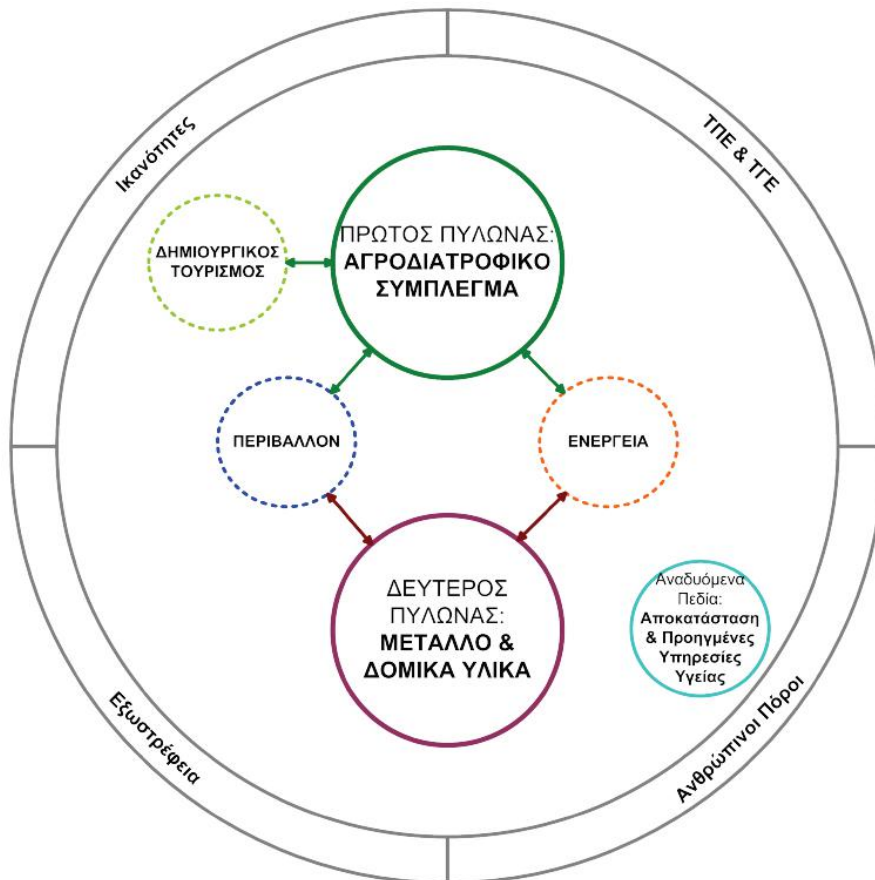 Ικανότητες
ΤΠΕ & ΤΓΕ
ΠΡΩΤΟΣ ΠΥΛΩΝΑΣ:
ΑΓΡΟΔΙΑΤΡΟΦΙΚΟ
ΣΥΜΠΛΕΓΜΑ
ΔΗΜΙΟΥΡΓΙΚΟΣ
ΤΟΥΡΙΣΜΟΣ
ΠΕΡΙΒΑΛΛΟΝ
ΕΝΕΡΓΕΙΑ
ΔΕΥΤΕΡΟΣ
ΠΥΛΩΝΑΣ:
ΜΕΤΑΛΛΟ &
ΔΟΜΙΚΑ ΥΛΙΚΑ
Αναδυόμενα
Πεδία:
Αποκατάσταση
& Προηγμένες
Υπηρεσίες
Υγείας
Εξωστρέφεια
Ανθρώπινοι Πόροι